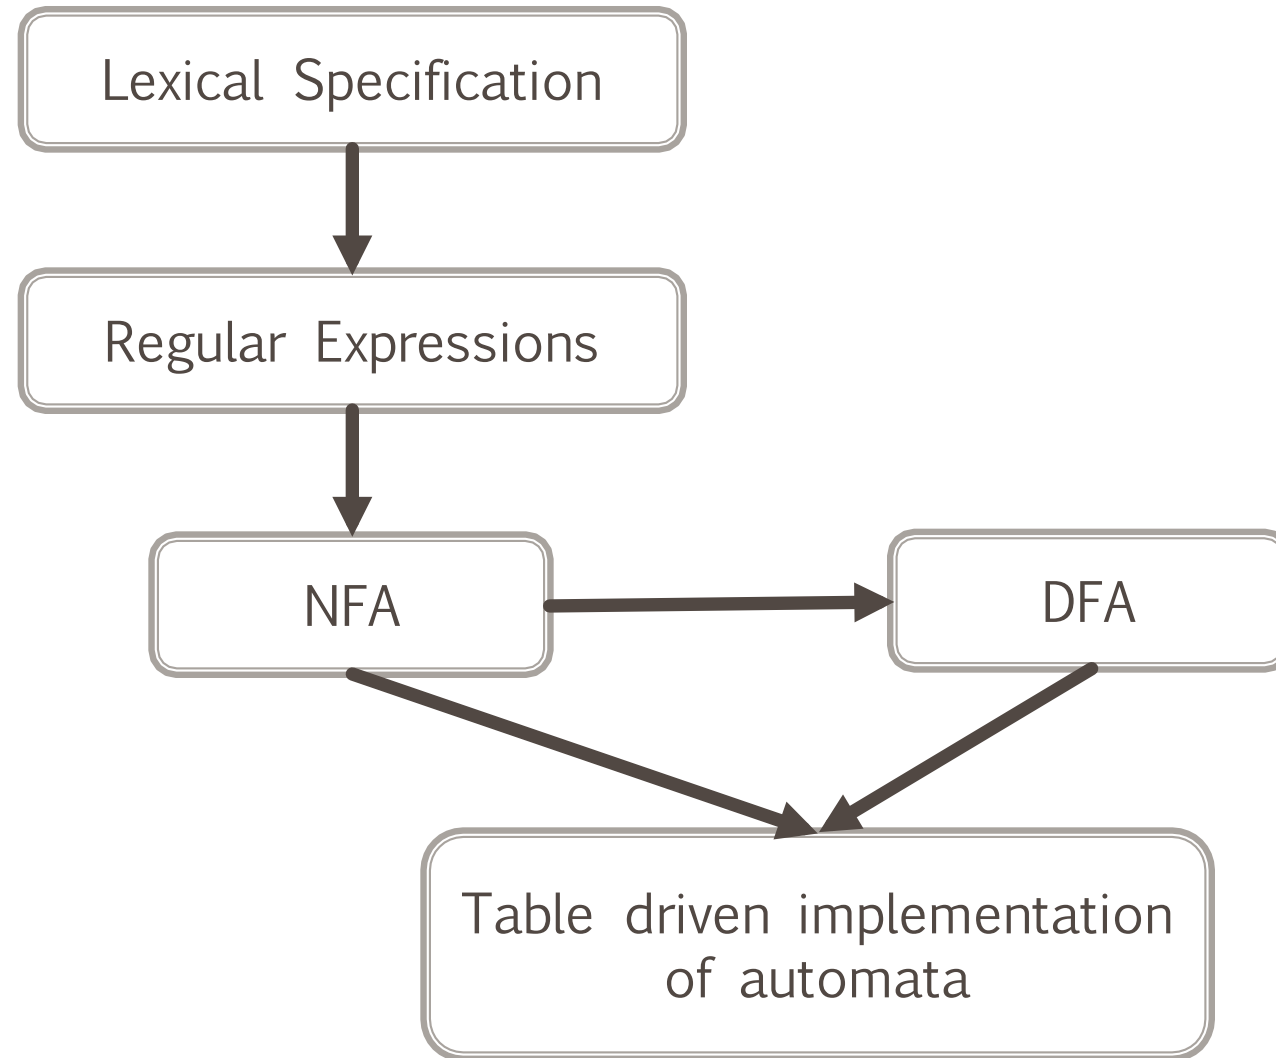 Lexical Specification
Regular Expressions
NFA
DFA
Table driven implementation
of automata